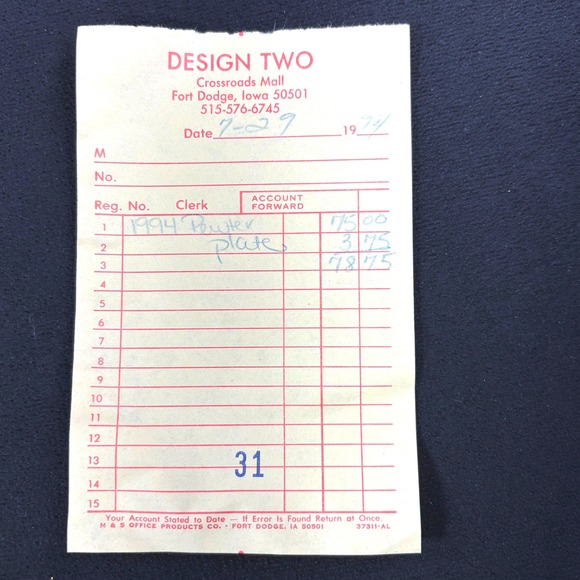 DESIGN TWO
Crossroads Mall
Fort Dodge, Iowa 50501
515-576-6745
Date 7-29 1994
M
No.
Reg. No. Clerk ACCOUNT FORWARD
1 1994 Pewter 75 00
2 plate 3 75
3 78 75
4
5
6
7
8
9
10
11
12
13 31
14
15
Your Account Stated to Date — If Error Is Found Return at Once.
M & S OFFICE PRODUCTS CO. · FORT DODGE, IA 50501 37311-AL